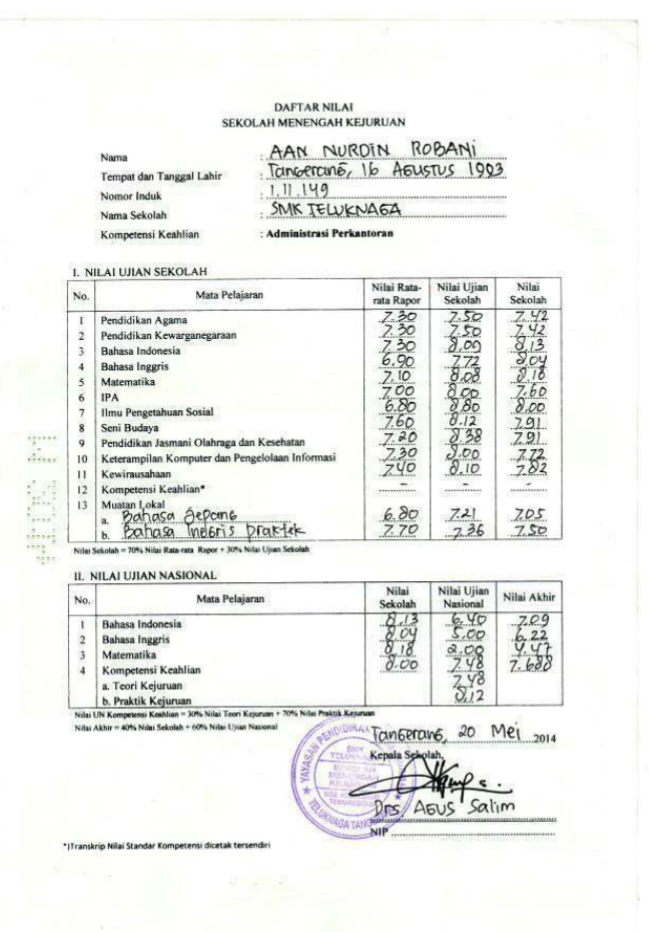 DAFTAR NILAI
SEKOLAH MENENGAH KEJURUAN
Nama : AAN NURDIN ROBANI
Tempat dan Tanggal Lahir : Tangerang, 16 AGUSTUS 1993
Nomor Induk : 1.11.149
Nama Sekolah : SMK TELUKNAGA
Kompetensi Keahlian : Administrasi Perkantoran
I. NILAI UJIAN SEKOLAH
No. Mata Pelajaran Nilai Rata-rata Rapor Nilai Ujian Sekolah Nilai Sekolah
1 Pendidikan Agama 7.30 7.50 7.42
2 Pendidikan Kewarganegaraan 7.30 7.50 7.42
3 Bahasa Indonesia 7.30 8.00 8.13
4 Bahasa Inggris 6.90 7.72 8.04
5 Matematika 7.10 8.08 8.18
6 IPA 7.00 8.00 7.60
7 Ilmu Pengetahuan Sosial 6.80 8.80 8.00
8 Seni Budaya 7.60 8.12 7.91
9 Pendidikan Jasmani Olahraga dan Kesehatan 7.20 8.38 7.91
10 Keterampilan Komputer dan Pengelolaan Informasi 7.30 8.00 7.72
11 Kewirausahaan 7.40 8.10 7.82
12 Kompetensi Keahlian* - - -
13 Muatan Lokal
a. Bahasa Jepang 6.80 7.21 7.05
b. Bahasa Inggris praktek 7.70 7.36 7.50
Nilai Sekolah = 70% Nilai Rata-rata Rapor + 30% Nilai Ujian Sekolah
II. NILAI UJIAN NASIONAL
No. Mata Pelajaran Nilai Sekolah Nilai Ujian Nasional Nilai Akhir
1 Bahasa Indonesia 8.13 6.40 7.09
2 Bahasa Inggris 8.04 5.00 6.22
3 Matematika 8.18 2.00 4.47
4 Kompetensi Keahlian 8.00 7.48 7.688
a. Teori Kejuruan 7.48
b. Praktik Kejuruan 8.12
Nilai UN Kompetensi Keahlian = 30% Nilai Teori Kejuruan + 70% Nilai Praktik Kejuruan
Nilai Akhir = 40% Nilai Sekolah + 60% Nilai Ujian Nasional
Tangerang, 20 Mei 2014
Kepala Sekolah,
YAYASAN PENDIDIKAN
TELUKNAGA TANG
Drs. AGUS Salim
NIP
*)Transkrip Nilai Standar Kompetensi dicetak tersendiri